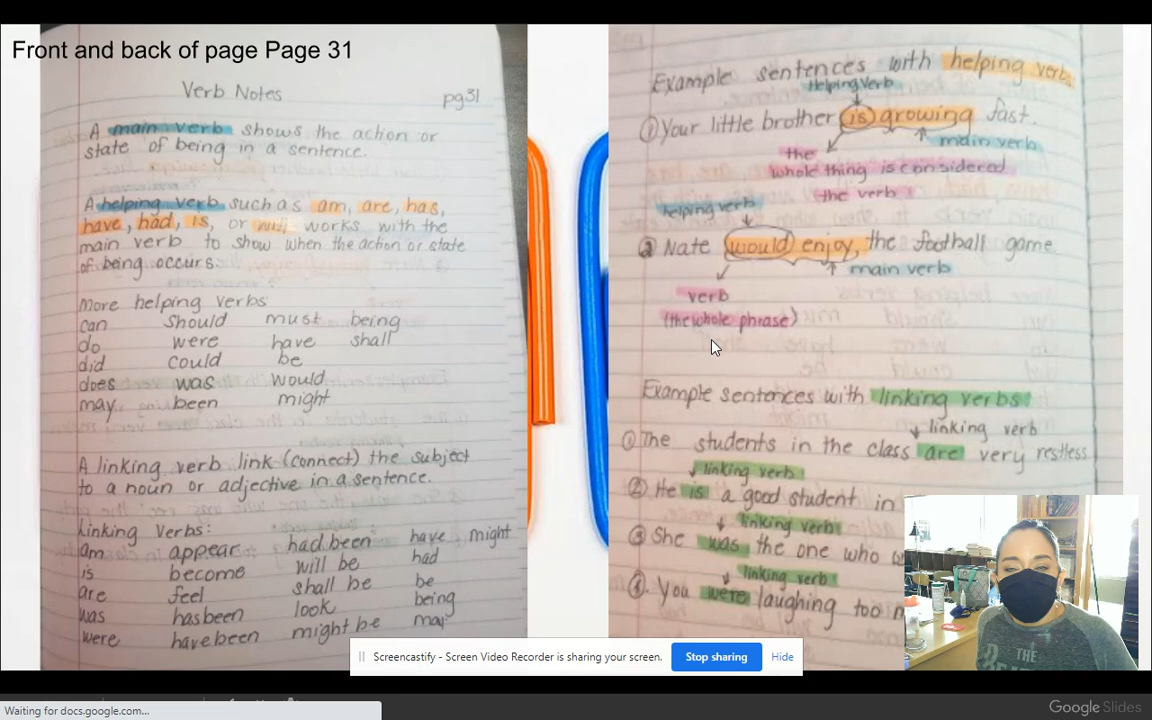 Front and back of page Page 31
Verb Notes
pg31
A main verb shows the action or
state of being in a sentence.
A helping verb such as am, are, has,
have, had, is, or will works with the
main verb to show when the action or state
of being occurs.
More helping verbs
can should must being
do were have shall
did could be
does was would
may been might
A linking verb link (connect) the subject
to a noun or adjective in a sentence.
Linking Verbs:
am appear had been have might
is become will be had
are feel shall be be
was has been look being
were have been might be may
Example sentences with helping verbs
Helping Verb
① Your little brother is growing fast.
main verb
the
whole thing is considered
the verb
helping verb
② Nate would enjoy the football game.
main verb
verb
(the whole phrase)
Example sentences with linking verbs
linking verb
① The students in the class are very restless
linking verb
② He is a good student in
linking verb
③ She was the one who
linking verb
④. You were laughing too
THE
Screencastify - Screen Video Recorder is sharing your screen.
Stop sharing
Hide
Waiting for docs.google.com...
Google Slides